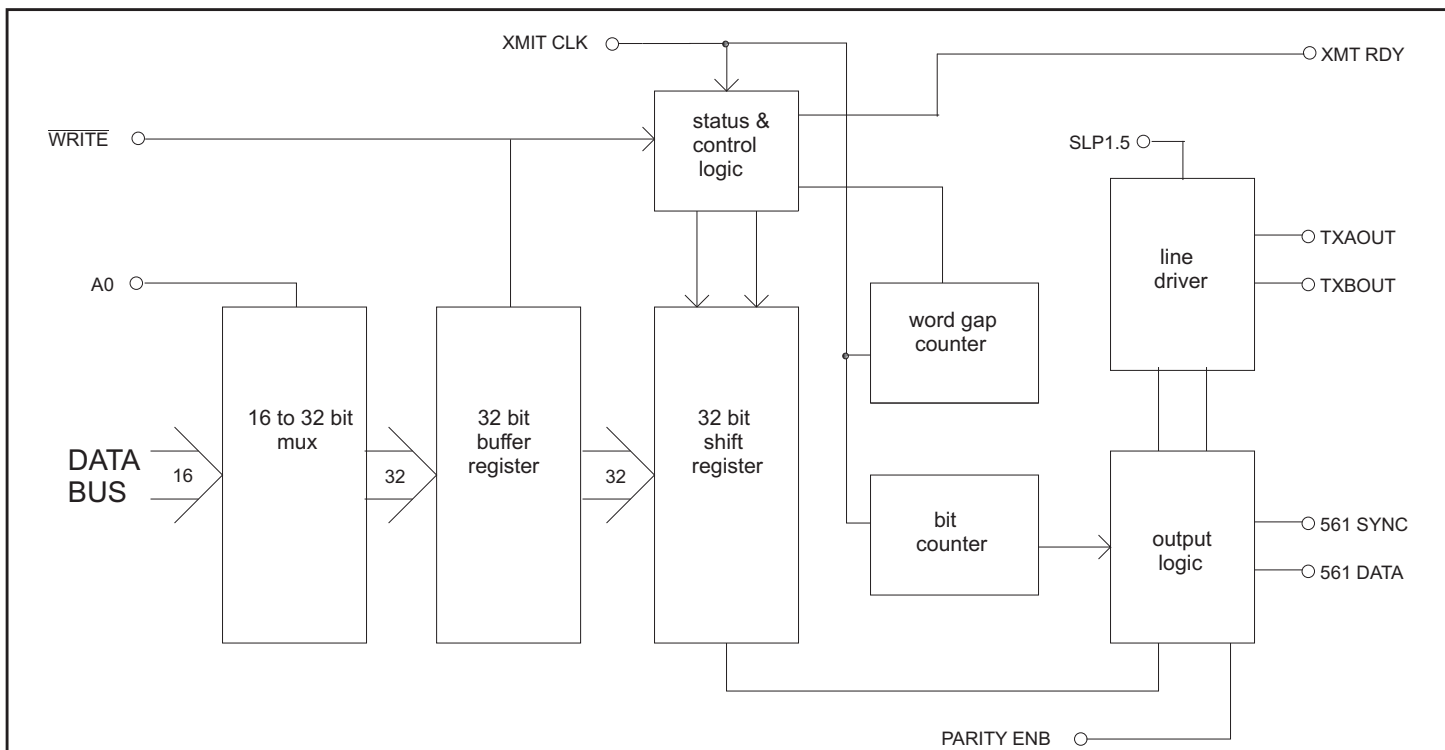 XMIT CLK
XMT RDY
WRITE
status &
control
logic
SLP1.5
TXAOUT
line
driver
TXBOUT
A0
word gap
counter
16 to 32 bit
mux
32 bit
buffer
register
32 bit
shift
register
DATA
BUS
16
32
32
bit
counter
output
logic
561 SYNC
561 DATA
PARITY ENB